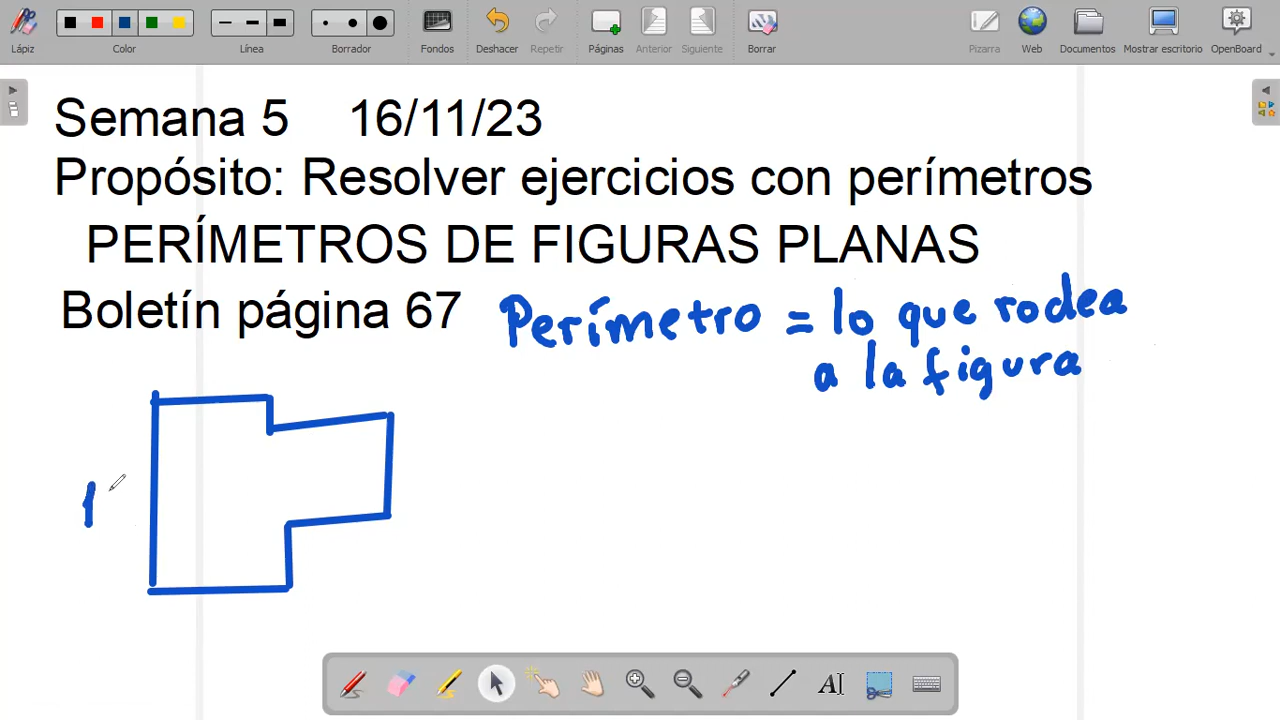 Lápiz Color Línea Borrador Fondos Deshacer Repetir Páginas Anterior Siguiente Borrar Pizarra Web Documentos Mostrar escritorio OpenBoard
Semana 5 16/11/23
Propósito: Resolver ejercicios con perímetros
PERÍMETROS DE FIGURAS PLANAS
Boletín página 67
Perímetro = lo que rodea
a la figura
1
AI